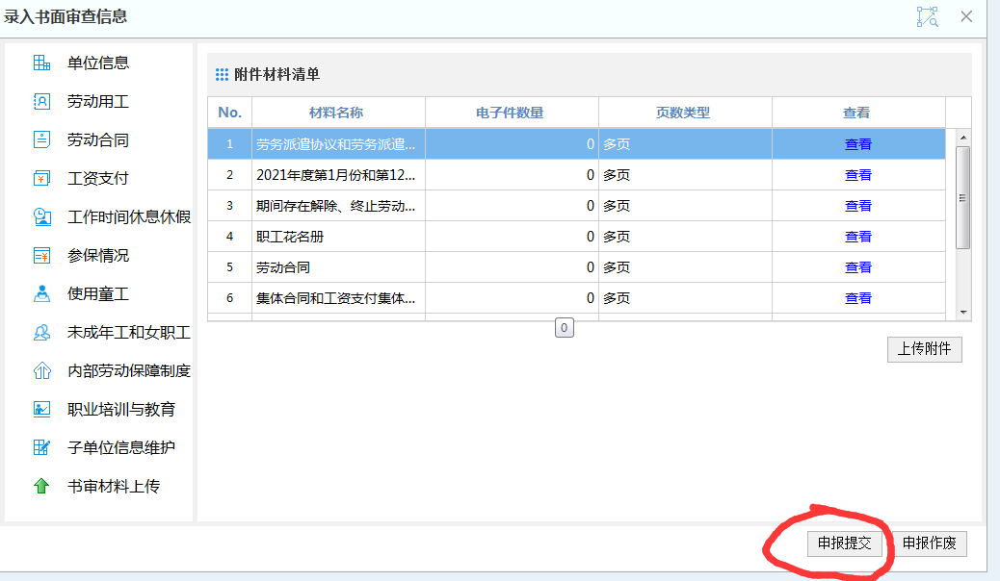 录入书面审查信息
单位信息
劳动用工
劳动合同
工资支付
工作时间休息休假
参保情况
使用童工
未成年工和女职工
内部劳动保障制度
职业培训与教育
子单位信息维护
书审材料上传
附件材料清单
No. 材料名称 电子件数量 页数类型 查看
1 劳务派遣协议和劳务派遣... 0 多页 查看
2 2021年度第1月份和第12... 0 多页 查看
3 期间存在解除、终止劳动... 0 多页 查看
4 职工花名册 0 多页 查看
5 劳动合同 0 多页 查看
6 集体合同和工资支付集体... 0 多页 查看
0
上传附件
申报提交 申报作废